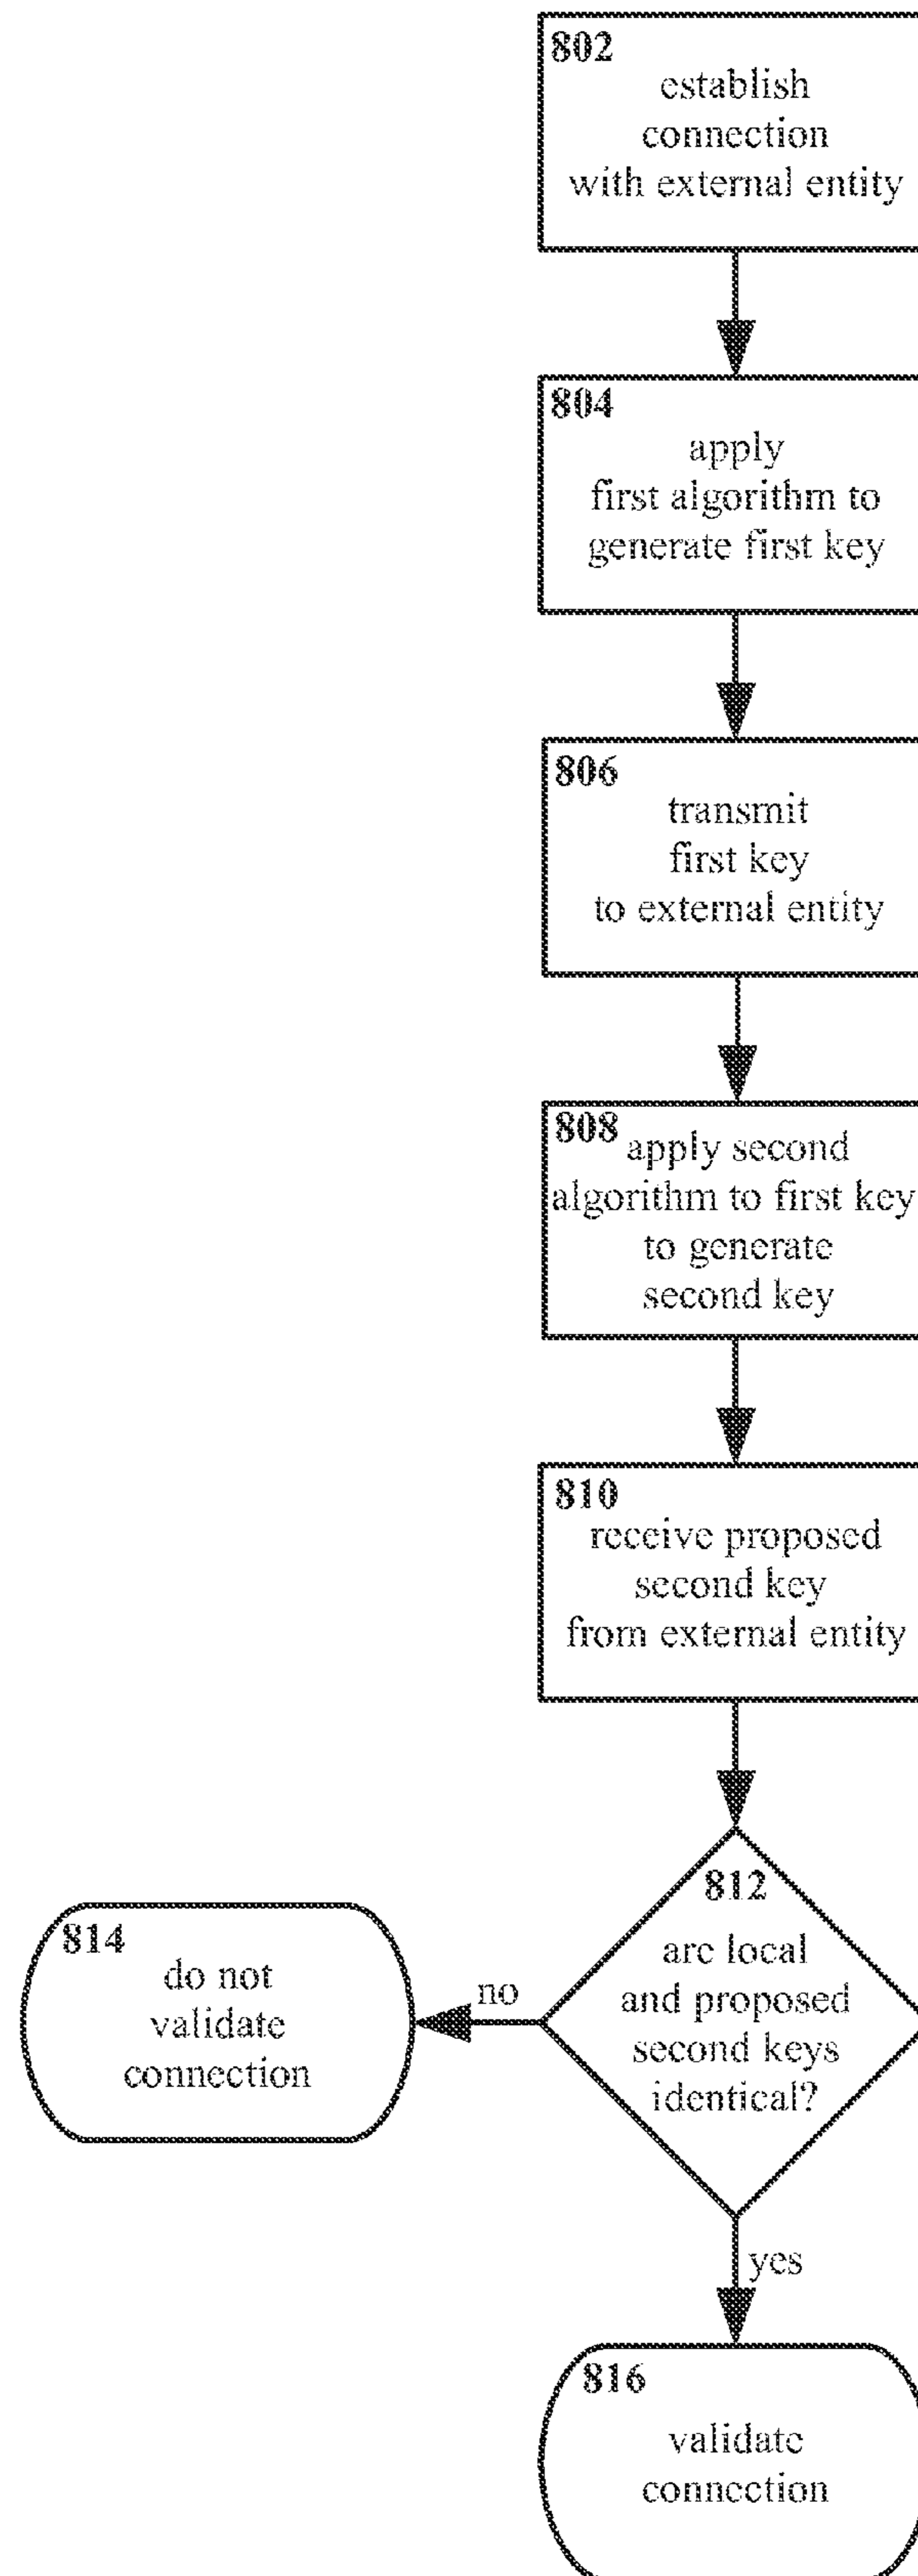 802
establish
connection
with external entity
804
apply
first algorithm to
generate first key
806
transmit
first key
to external entity
808
apply second
algorithm to first key
to generate
second key
810
receive proposed
second key
from external entity
812
are local
and proposed
second keys
identical?
no
814
do not
validate
connection
yes
816
validate
connection